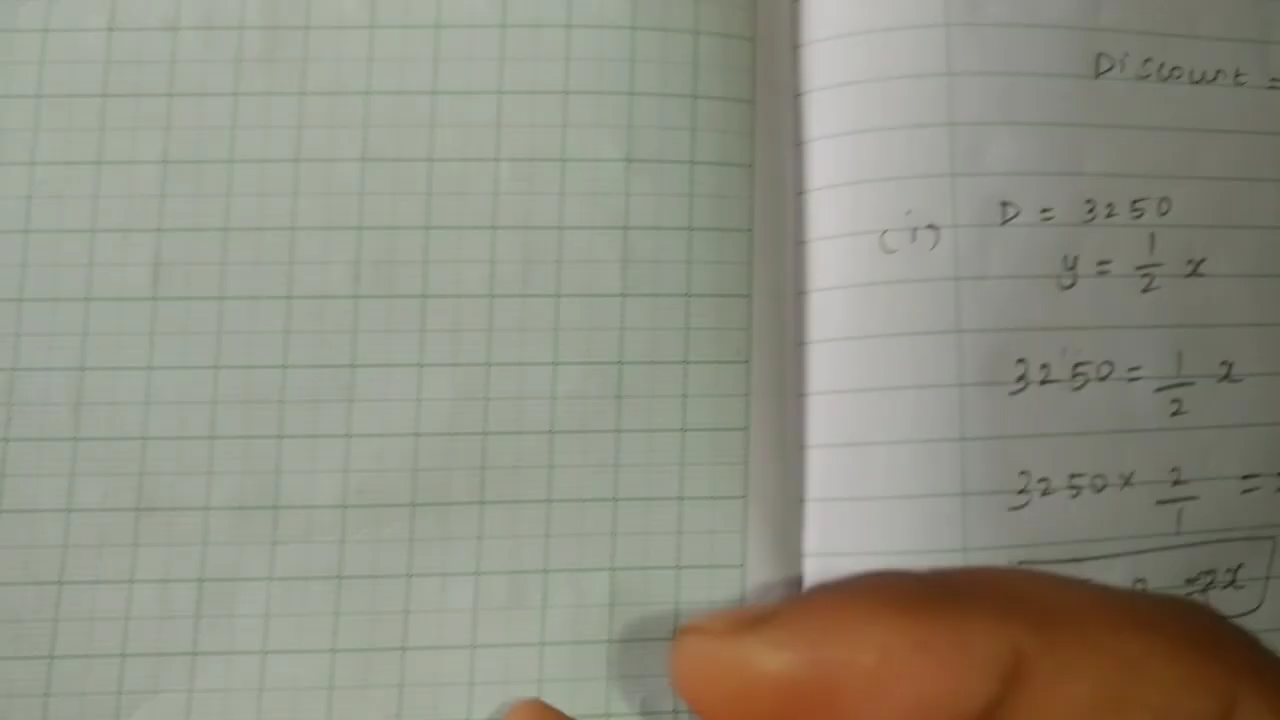 Discount =
(i) D = 3250
y = 1/2 x
3250 = 1/2 x
3250 x 2/1 =
= x